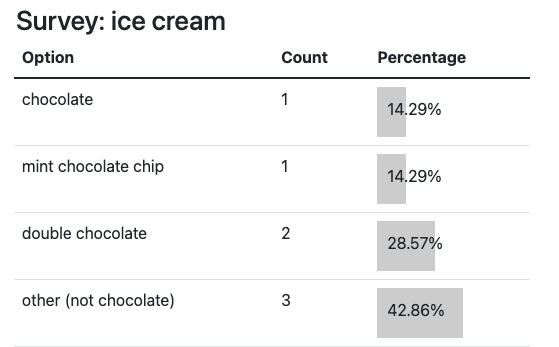 Survey: ice cream
Option Count Percentage
chocolate 1 14.29%
mint chocolate chip 1 14.29%
double chocolate 2 28.57%
other (not chocolate) 3 42.86%